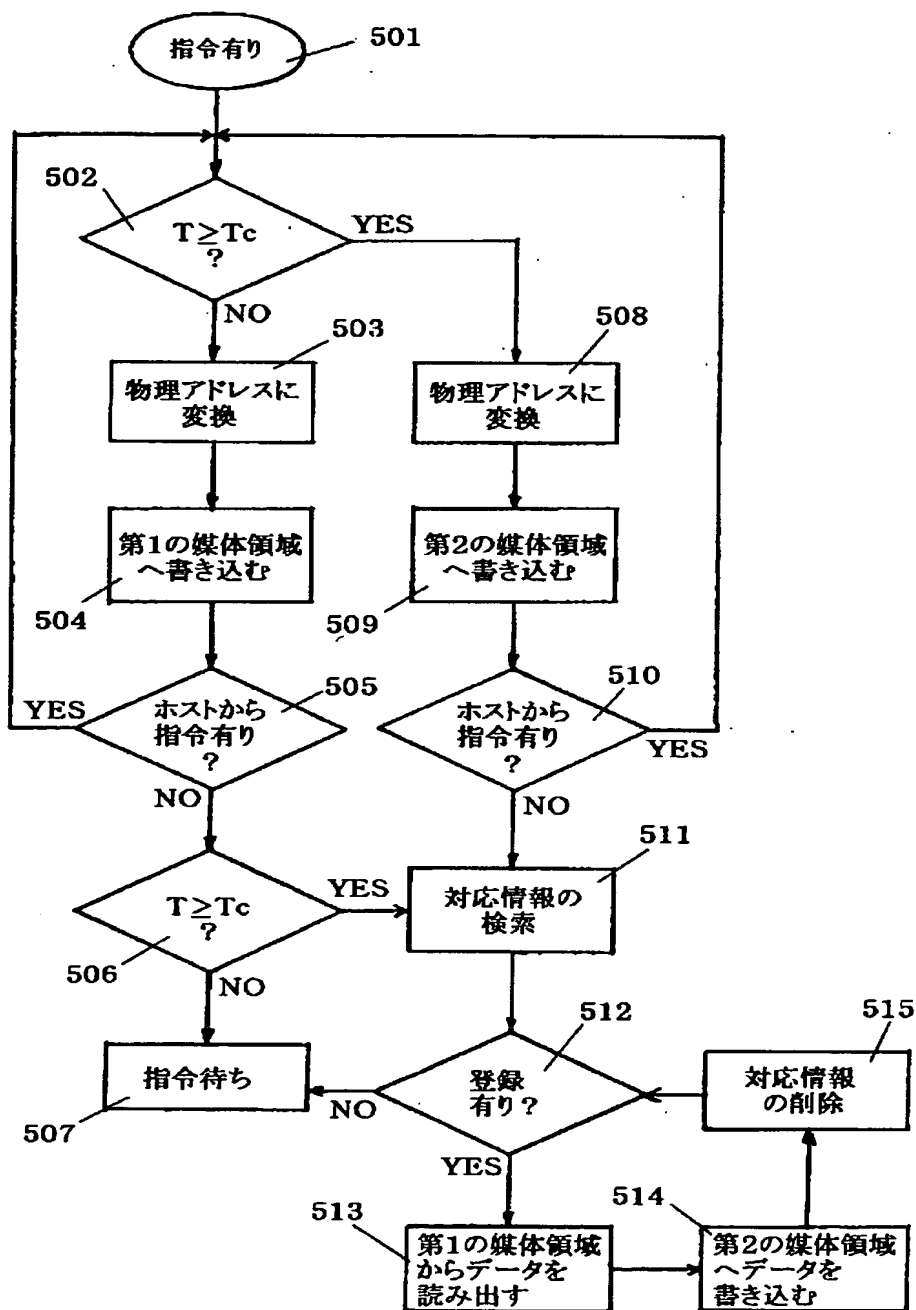 指令有り
501
502
T≧Tc
?
YES
NO
503
物理アドレスに
変換
508
物理アドレスに
変換
第1の媒体領域
へ書き込む
504
第2の媒体領域
へ書き込む
509
505
ホストから
指令有り
?
YES
NO
510
ホストから
指令有り
?
YES
NO
T≧Tc
?
YES
506
NO
511
対応情報の
検索
指令待ち
507
512
登録
有り?
NO
YES
515
対応情報
の削除
513
第1の媒体領域
からデータを
読み出す
514
第2の媒体領域
へデータを
書き込む